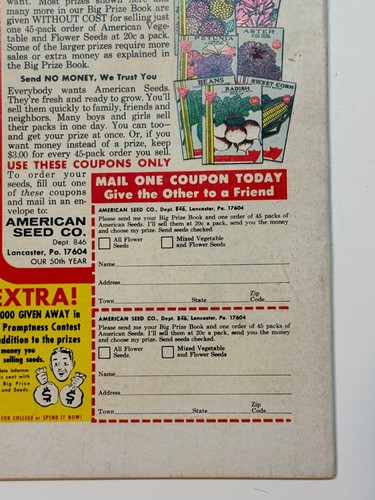 want. Most prizes shown here and
many more in our Big Prize Book are
given WITHOUT COST for selling just
one 45-pack order of American Vege-
table and Flower Seeds at 20c a pack.
Some of the larger prizes require more
sales or extra money as explained in
the Big Prize Book.
Send NO MONEY, We Trust You
Everybody wants American Seeds.
They're fresh and ready to grow. You'll
sell them quickly to family, friends and
neighbors. Many boys and girls sell
their packs in one day. You can too—
and get your prize at once. Or, if you
want money instead of a prize, keep
$3.00 for every 45-pack order you sell.
PETUNIA
ASTER
BEANS
RADISH
SWEET CORN
USE THESE COUPONS ONLY
To order your
seeds, fill out one
of these coupons
and mail in an en-
velope to:
AMERICAN
SEED CO.
Dept. 846
Lancaster, Pa. 17604
OUR 50th YEAR
MAIL ONE COUPON TODAY
Give the Other to a Friend
AMERICAN SEED CO., Dept. 846, Lancaster, Pa. 17604
Please send me your Big Prize Book and one order of 45 packs of
American Seeds. I'll sell them at 20c a pack, send you the money
and choose my prize. Send seeds checked.
All Flower
Seeds
Mixed Vegetable
and Flower Seeds
Name
Address
Town State Zip
Code
AMERICAN SEED CO., Dept. 846, Lancaster, Pa. 17604
Please send me your Big Prize Book and one order of 45 packs of
American Seeds. I'll sell them at 20c a pack, send you the money
and choose my prize. Send seeds checked.
All Flower
Seeds
Mixed Vegetable
and Flower Seeds
Name
Address
Town State Zip
Code
EXTRA!
000 GIVEN AWAY in
Promptness Contest
addition to the prizes
money you
selling seeds.
informa-
sent with
Big Prize
and Seeds.
$
$
FOR COLLEGE or SPEND IT NOW!